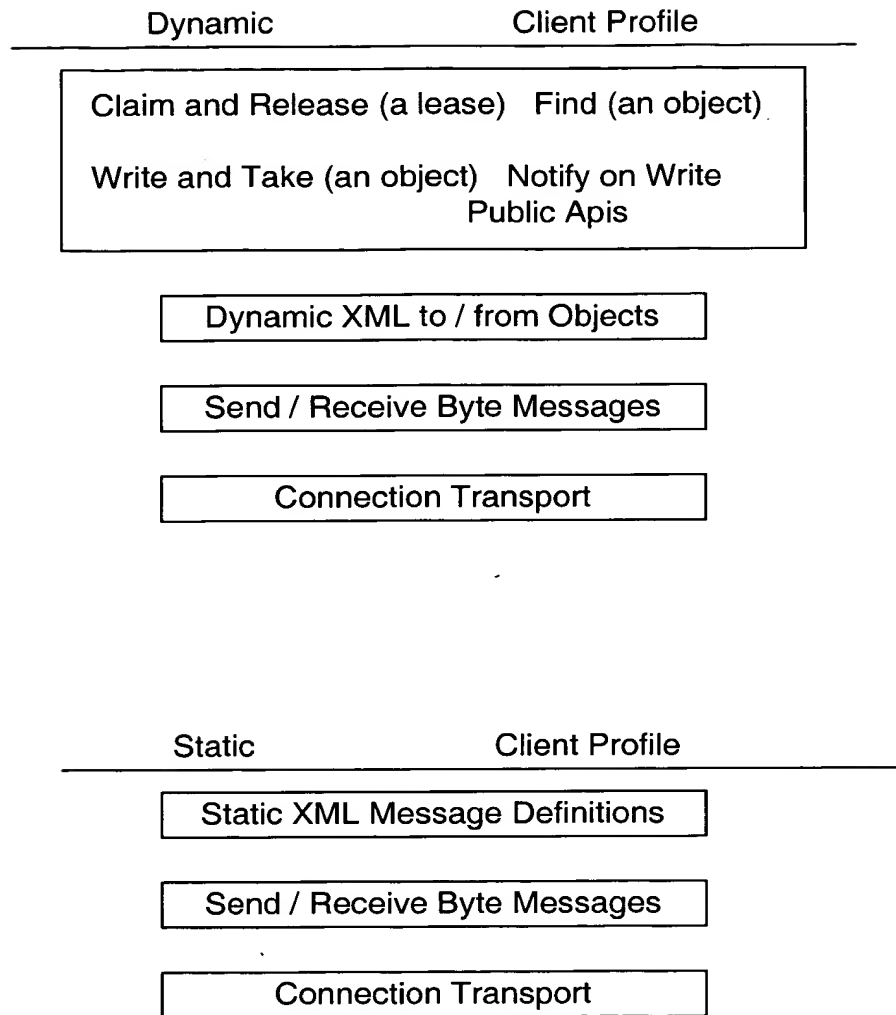 Dynamic Client Profile
Claim and Release (a lease) Find (an object)
Write and Take (an object) Notify on Write
Public Apis
Dynamic XML to / from Objects
Send / Receive Byte Messages
Connection Transport
Static Client Profile
Static XML Message Definitions
Send / Receive Byte Messages
Connection Transport